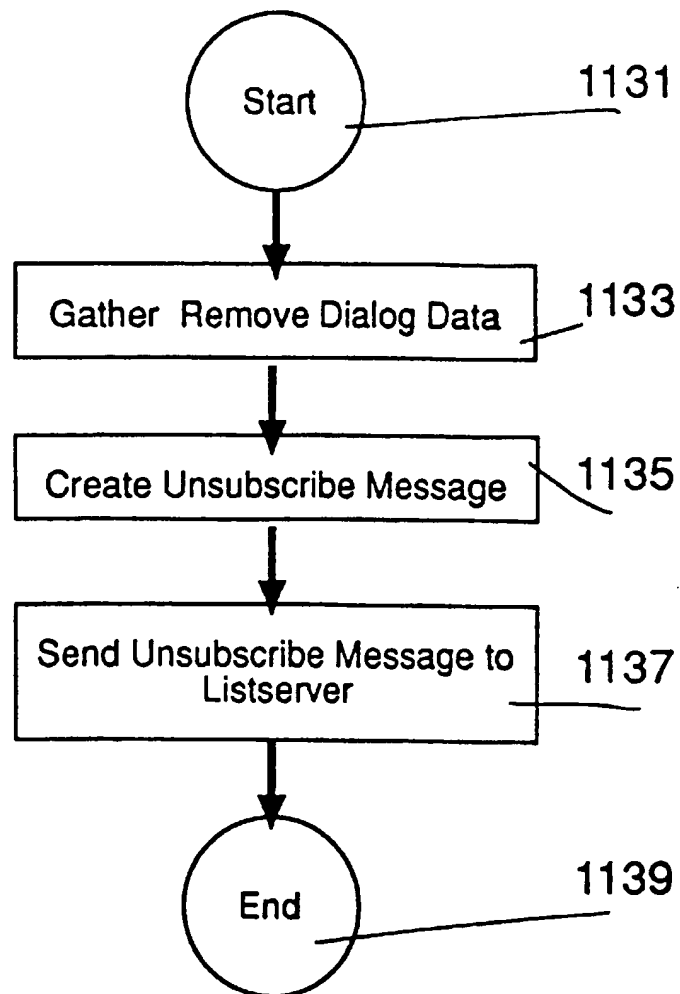 Start
1131
Gather Remove Dialog Data
1133
Create Unsubscribe Message
1135
Send Unsubscribe Message to
Listserver
1137
End
1139